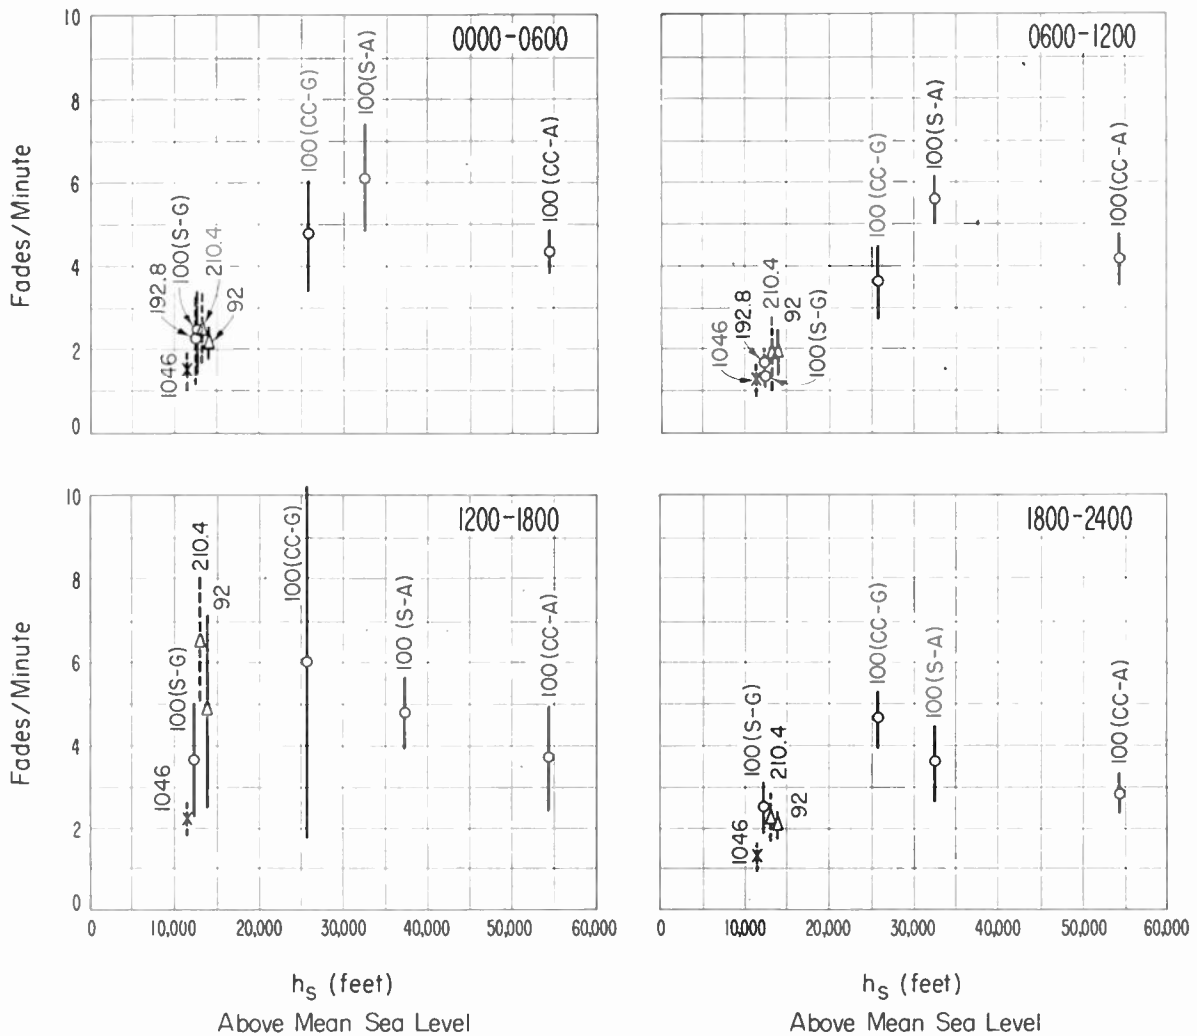 10
8
6
4
2
0
Fades/Minute
0000-0600
1046
192.8
100(S-G)
210.4
92
100(CC-G)
100(S-A)
100(CC-A)
0600-1200
1046
192.8
210.4
92
100(S-G)
100(CC-G)
100(S-A)
100(CC-A)
10
8
6
4
2
0
Fades/Minute
1200-1800
1046
100(S-G)
210.4
92
100(CC-G)
100(S-A)
100(CC-A)
0 10,000 20,000 30,000 40,000 50,000 60,000
hs (feet)
Above Mean Sea Level
1800-2400
1046
100(S-G)
210.4
92
100(CC-G)
100(S-A)
100(CC-A)
0 10,000 20,000 30,000 40,000 50,000 60,000
hs (feet)
Above Mean Sea Level